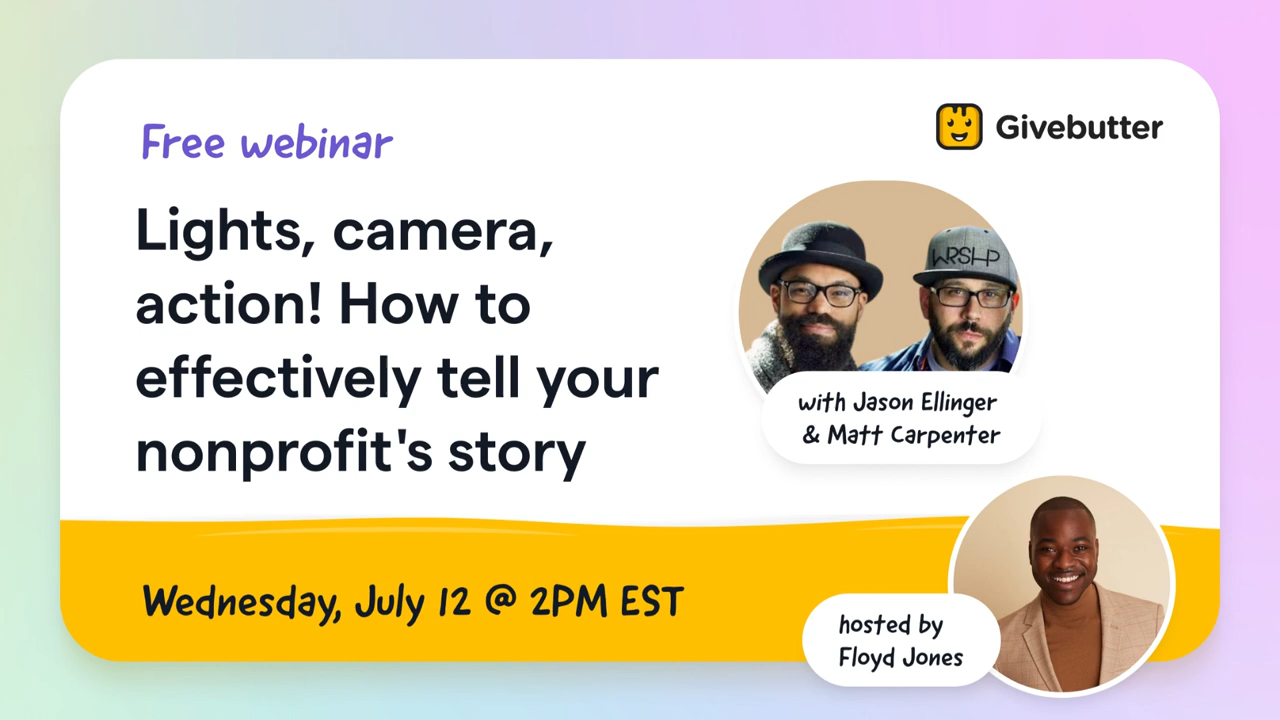 Free webinar
Givebutter
Lights, camera,
action! How to
effectively tell your
nonprofit's story
WRSHP
with Jason Ellinger
& Matt Carpenter
Wednesday, July 12 @ 2PM EST
hosted by
Floyd Jones